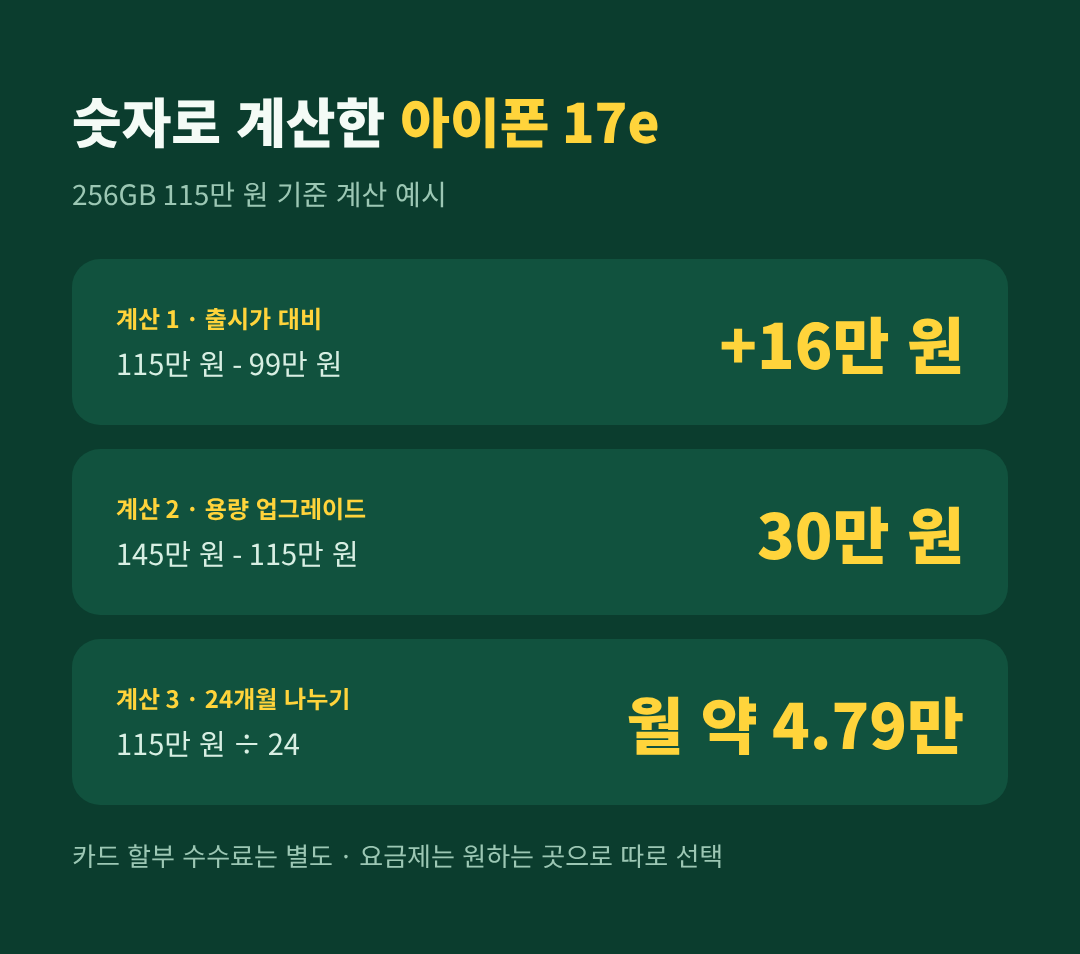 숫자로 계산한 아이폰 17e
256GB 115만 원 기준 계산 예시
계산 1 · 출시가 대비
115만 원 - 99만 원
+16만 원
계산 2 · 용량 업그레이드
145만 원 - 115만 원
30만 원
계산 3 · 24개월 나누기
115만 원 ÷ 24
월 약 4.79만
카드 할부 수수료는 별도 · 요금제는 원하는 곳으로 따로 선택